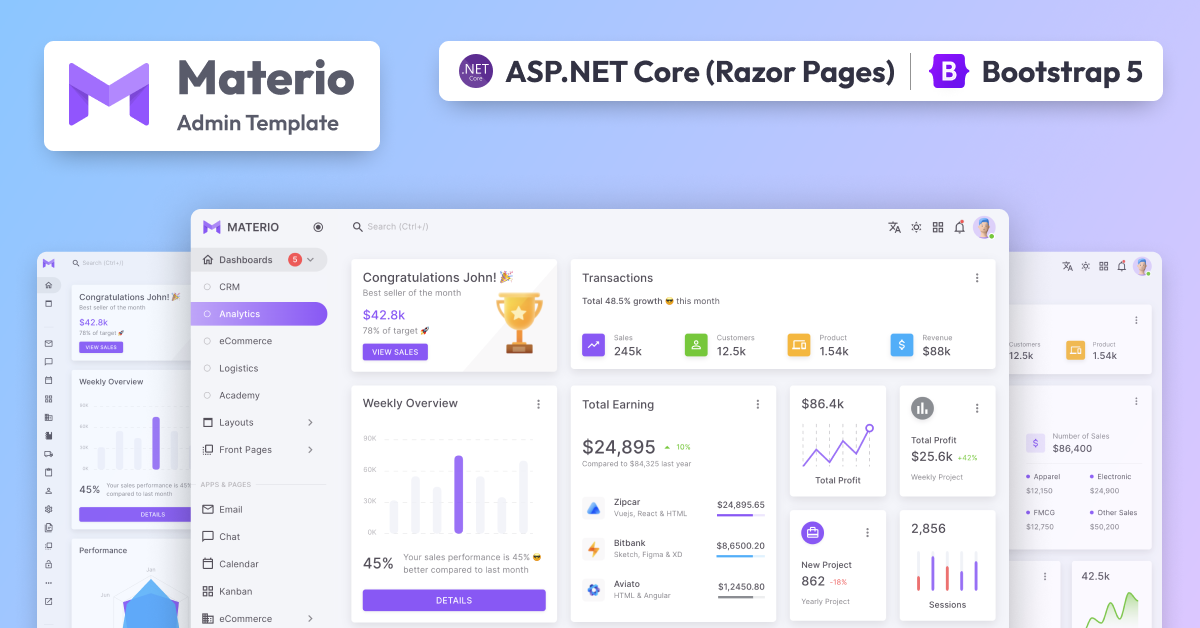 Materio
Admin Template
.NET
Core
ASP.NET Core (Razor Pages)
B
Bootstrap 5
MATERIO
Search (Ctrl+/)
Dashboards
5
CRM
Analytics
eCommerce
Logistics
Academy
Layouts
Front Pages
APPS & PAGES
Email
Chat
Calendar
Kanban
eCommerce
Congratulations John! 🎉
Best seller of the month
$42.8k
78% of target 🚀
VIEW SALES
Transactions
Total 48.5% growth 😎 this month
Sales
245k
Customers
12.5k
Product
1.54k
$
Revenue
$88k
Weekly Overview
90K
60K
30K
0K
45%
Your sales performance is 45% 😎
better compared to last month
DETAILS
Total Earning
$24,895
10%
Compared to $84,325 last year
Zipcar
Vuejs, React & HTML
$24,895.65
Bitbank
Sketch, Figma & XD
$8,6500.20
Aviato
HTML & Angular
$1,2450.80
$86.4k
Total Profit
Total Profit
$25.6k
+42%
Weekly Project
New Project
862
-18%
Yearly Project
2,856
Sessions
Search (Ctrl+/)
Congratulations John! 🎉
Best seller of the month
$42.8k
78% of target 🚀
VIEW SALES
Weekly Overview
0K
45%
Your sales performance is 45%
compared to last month
DETAILS
Performance
Jan
Jun
Customers
12.5k
Product
1.54k
$
Number of Sales
$86,400
Apparel
$12,150
Electronic
$24,900
FMCG
$12,750
Other Sales
$50,200
42.5k